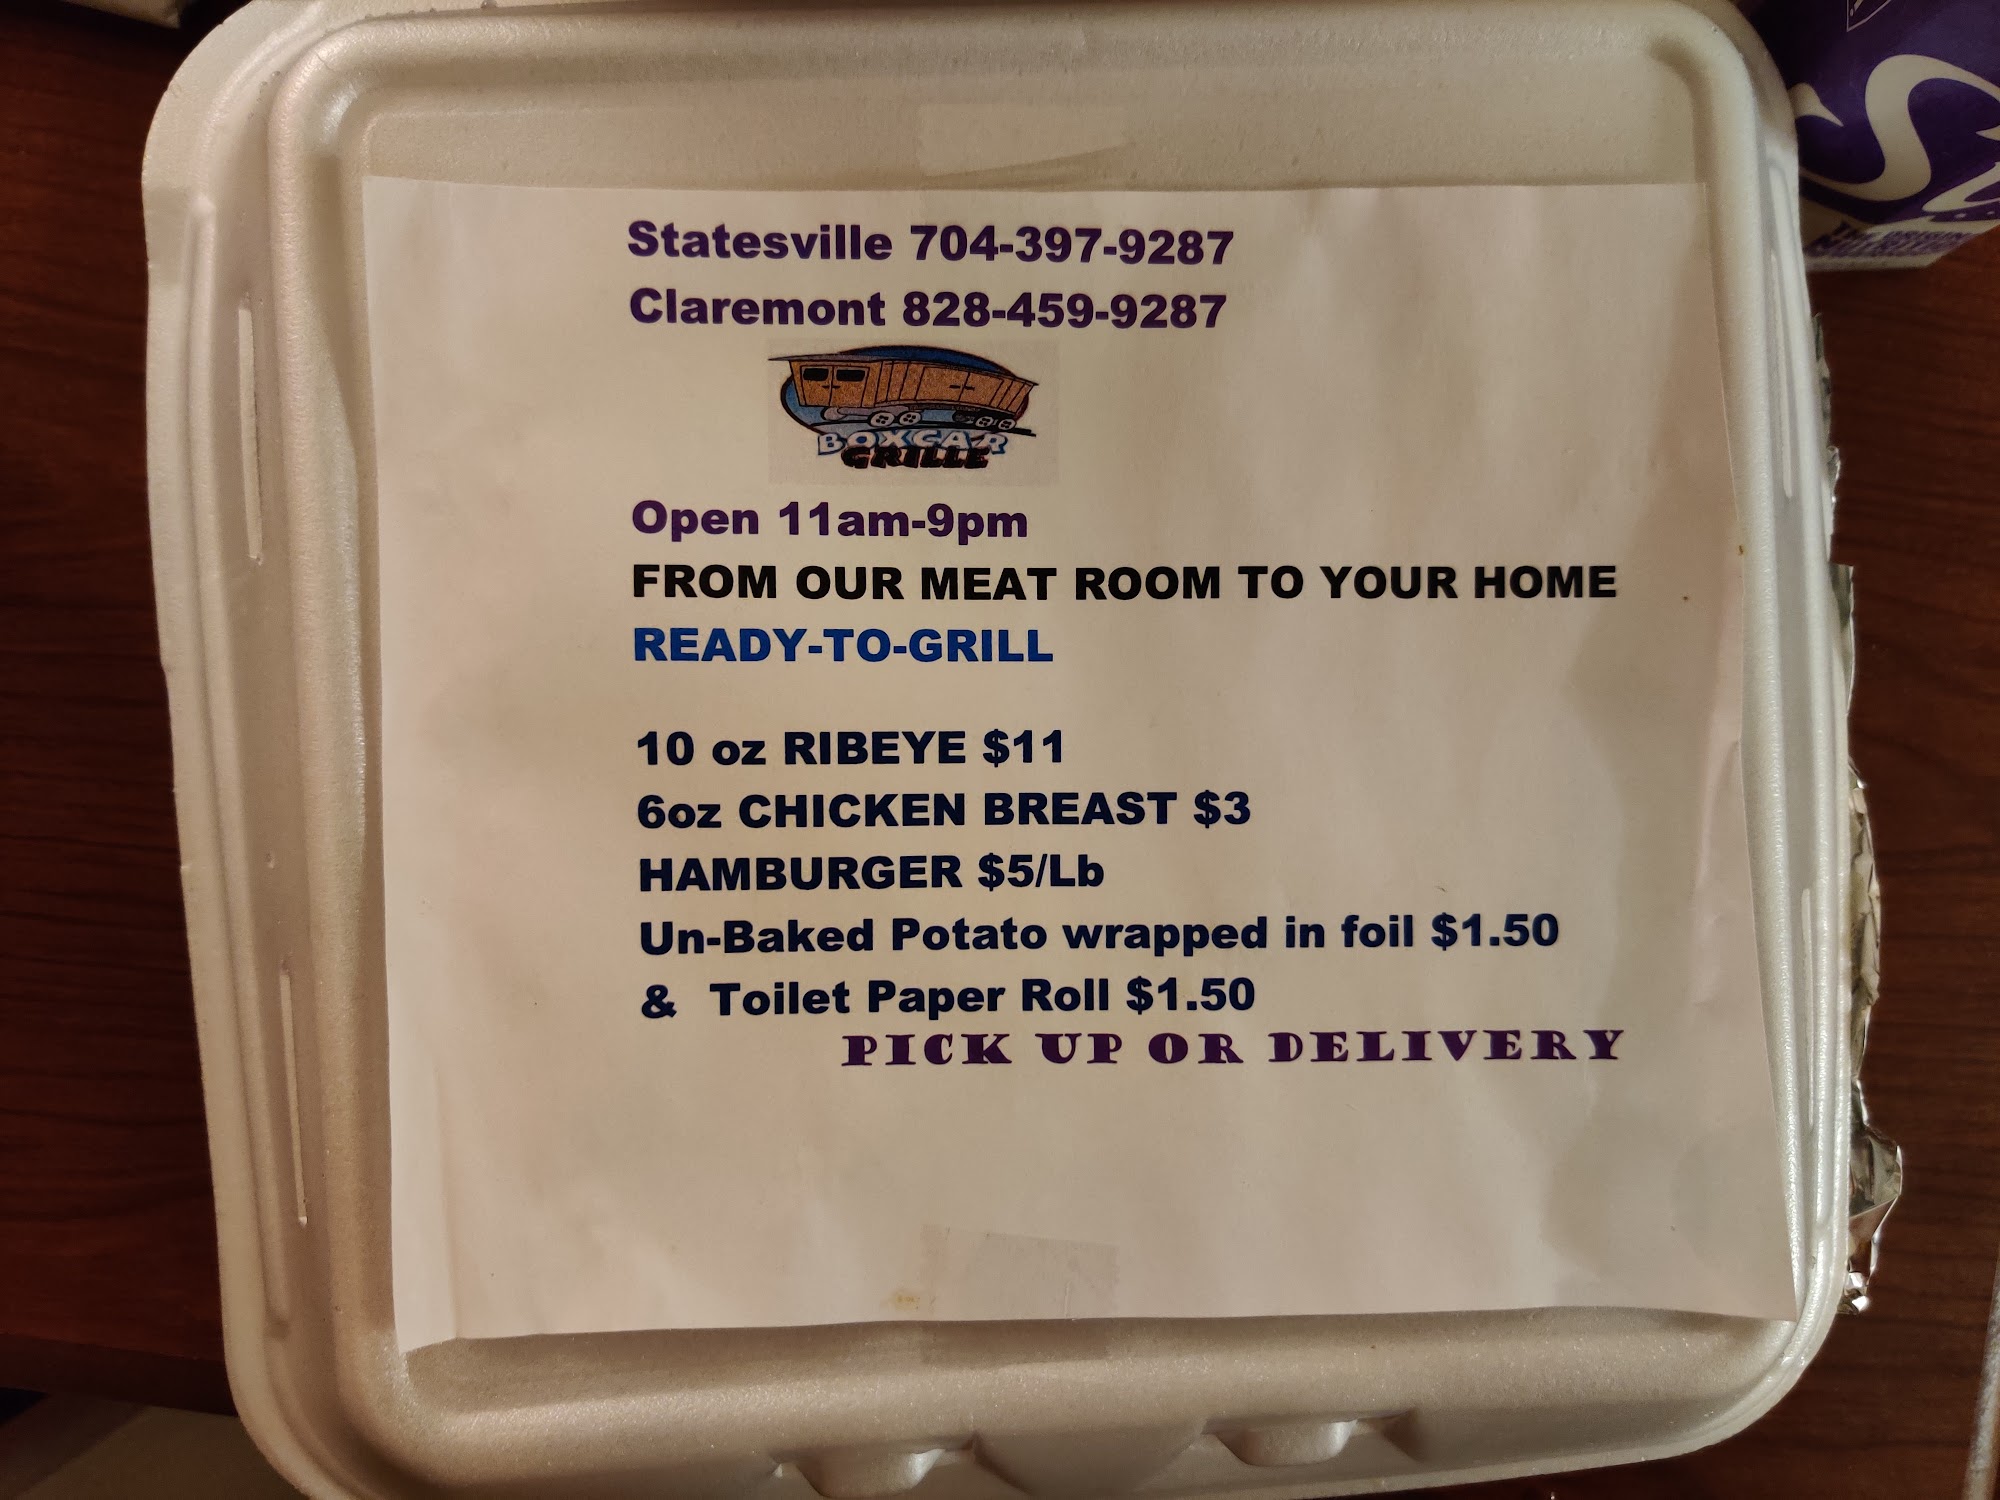 Statesville 704-397-9287
Claremont 828-459-9287
BOXCAR
GRILLE
Open 11am-9pm
FROM OUR MEAT ROOM TO YOUR HOME
READY-TO-GRILL
10 oz RIBEYE $11
6oz CHICKEN BREAST $3
HAMBURGER $5/Lb
Un-Baked Potato wrapped in foil $1.50
& Toilet Paper Roll $1.50
PICK UP OR DELIVERY